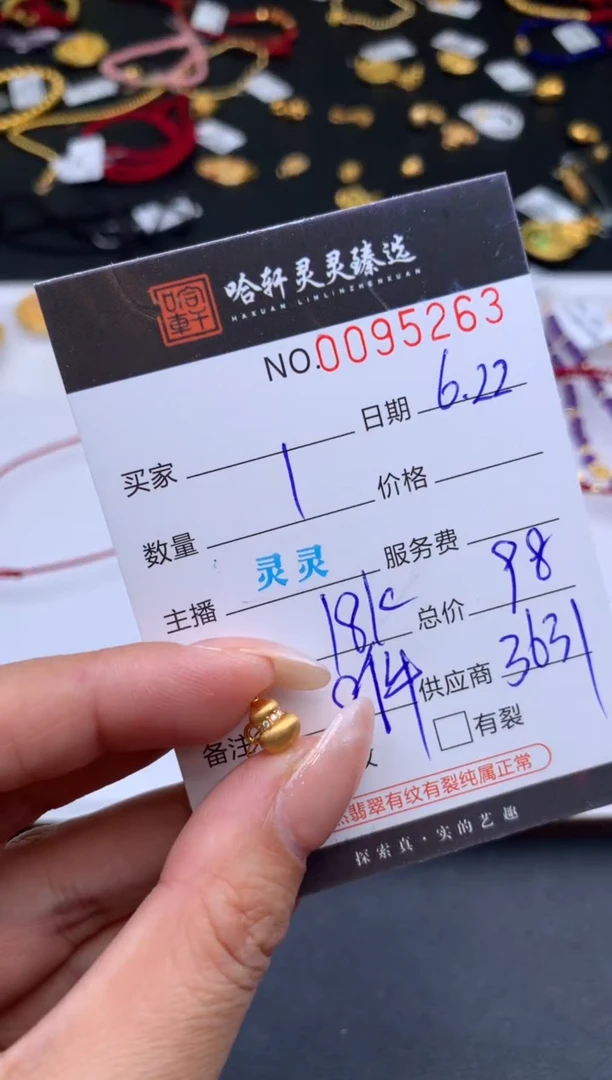 哈轩灵灵臻选
HAXUAN LINLINZHENXUAN
NO.0095263
日期 6.22
买家
数量 1 价格
主播 灵灵 服务费
18k 总价 98
014 供应商 3631
备注 有裂
翡翠有纹有裂纯属正常
探索真·实的艺趣